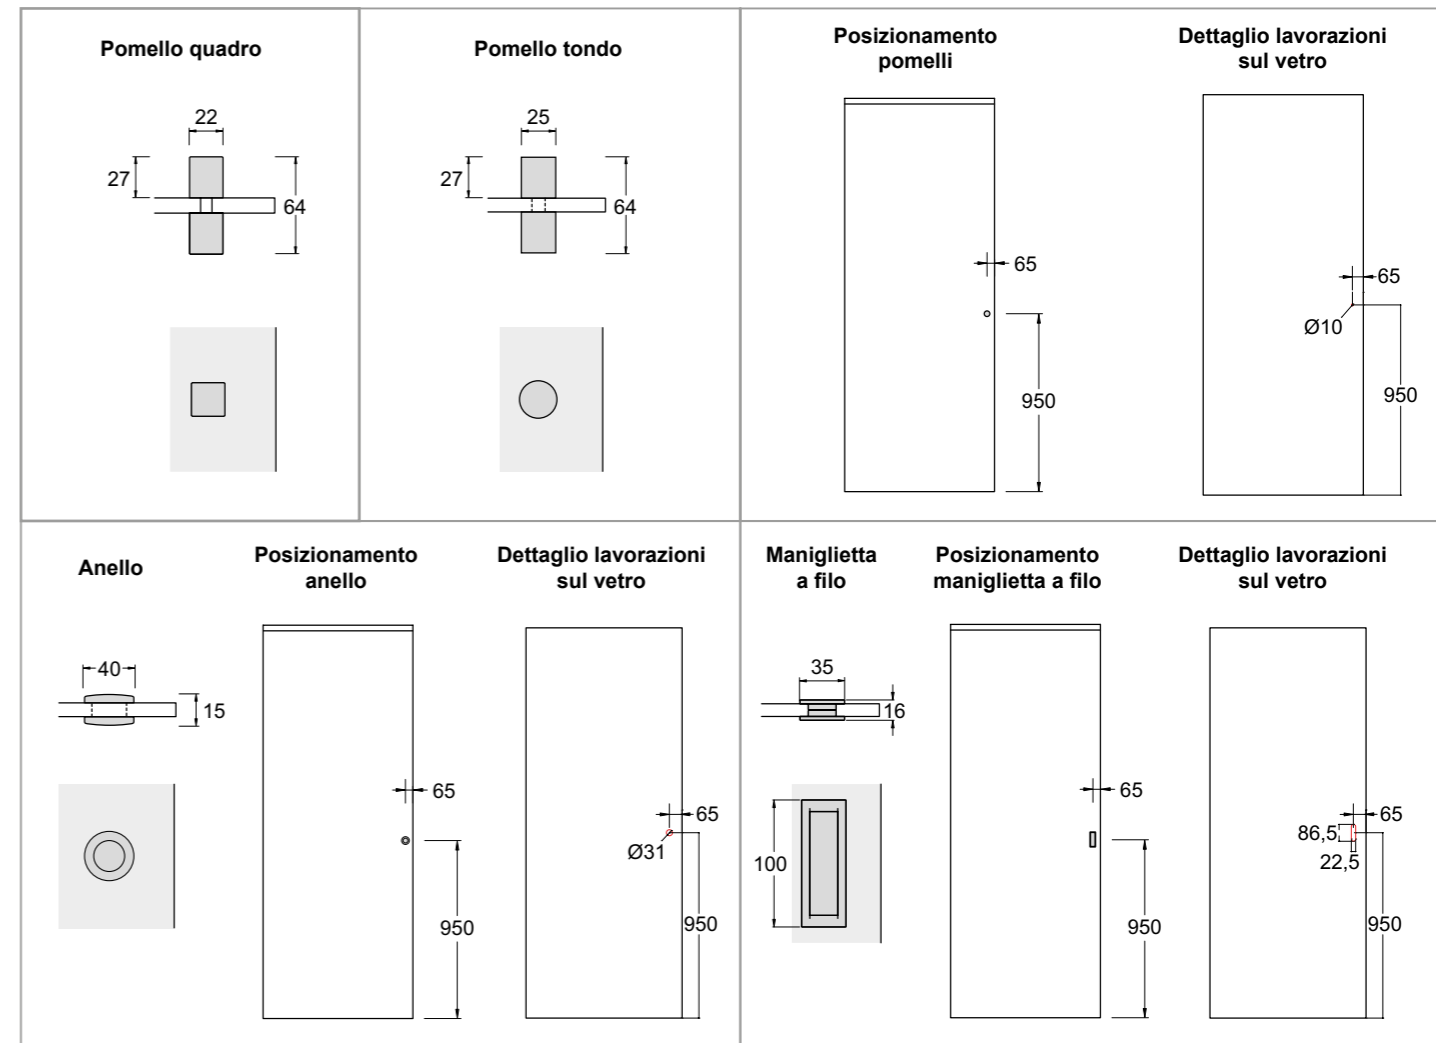 Pomello quadro
22
27
64
Pomello tondo
25
27
64
Posizionamento
pomelli
65
950
Dettaglio lavorazioni
sul vetro
65
Ø10
950
Anello
40
15
Posizionamento
anello
65
950
Dettaglio lavorazioni
sul vetro
65
Ø31
950
Maniglietta
a filo
35
16
100
Posizionamento
maniglietta a filo
65
950
Dettaglio lavorazioni
sul vetro
65
86,5
22,5
950